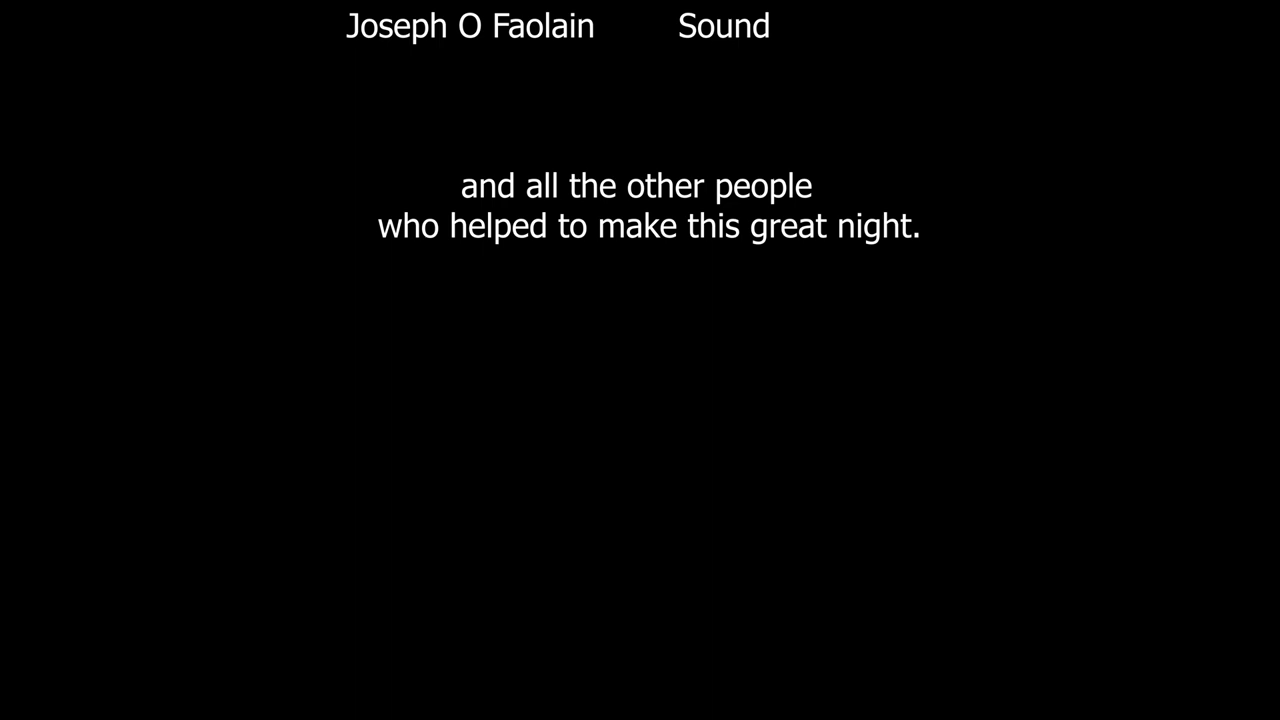 Joseph O Faolain Sound
and all the other people
who helped to make this great night.